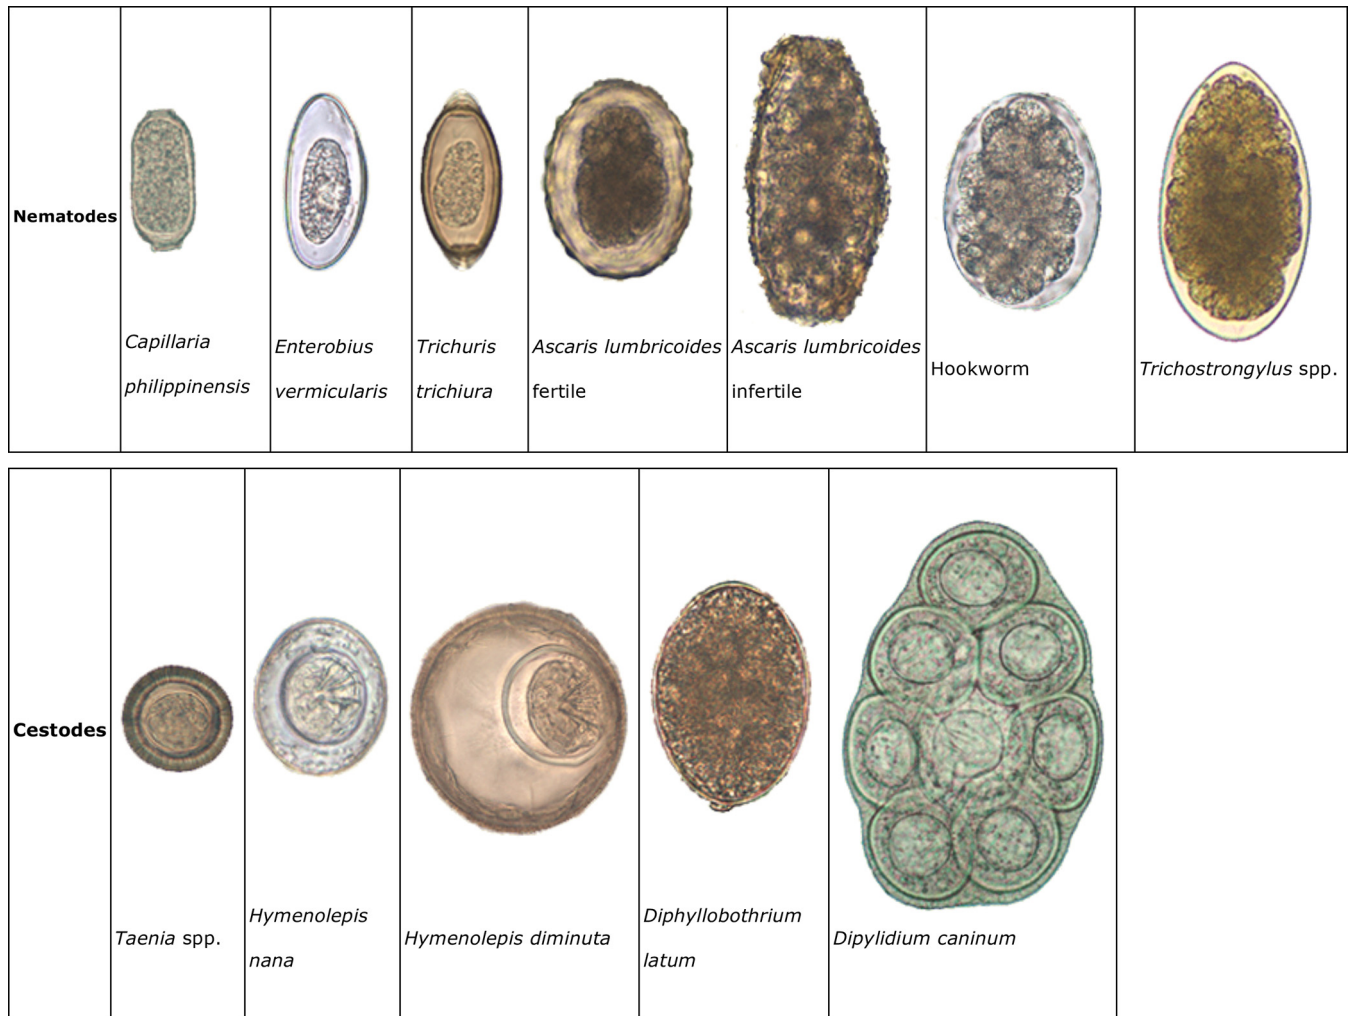 Nematodes
Capillaria
philippinensis
Enterobius
vermicularis
Trichuris
trichiura
Ascaris lumbricoides
fertile
Ascaris lumbricoides
infertile
Hookworm
Trichostrongylus spp.
Cestodes
Taenia spp.
Hymenolepis
nana
Hymenolepis diminuta
Diphyllobothrium
latum
Dipylidium caninum